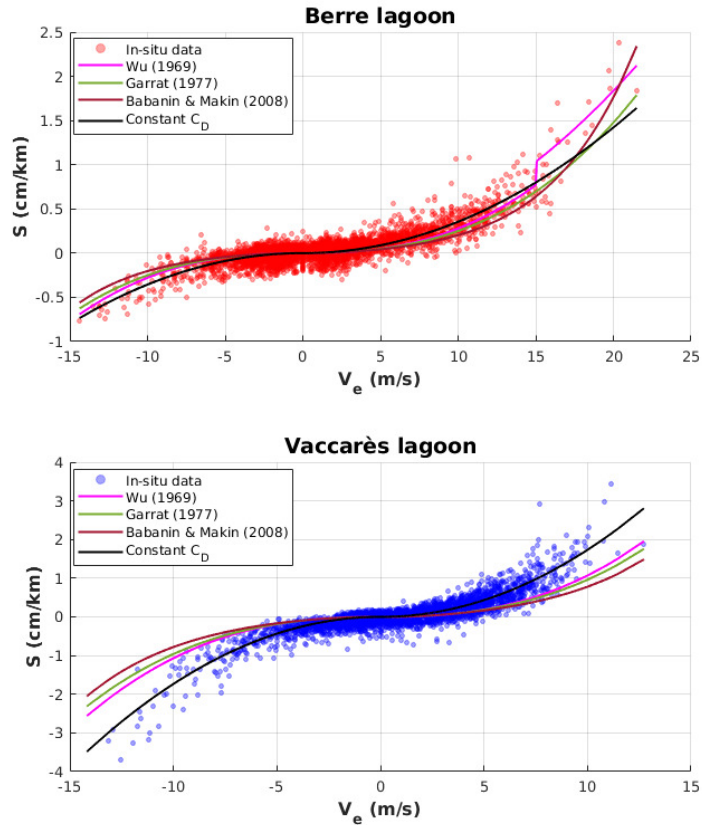 Berre lagoon
2.5
2
1.5
1
0.5
0
-0.5
-1
S (cm/km)
In-situ data
Wu (1969)
Garrat (1977)
Babanin & Makin (2008)
Constant C_D
-15 -10 -5 0 5 10 15 20 25
V_e (m/s)
Vaccarès lagoon
4
3
2
1
0
-1
-2
-3
-4
S (cm/km)
In-situ data
Wu (1969)
Garrat (1977)
Babanin & Makin (2008)
Constant C_D
-15 -10 -5 0 5 10 15
V_e (m/s)